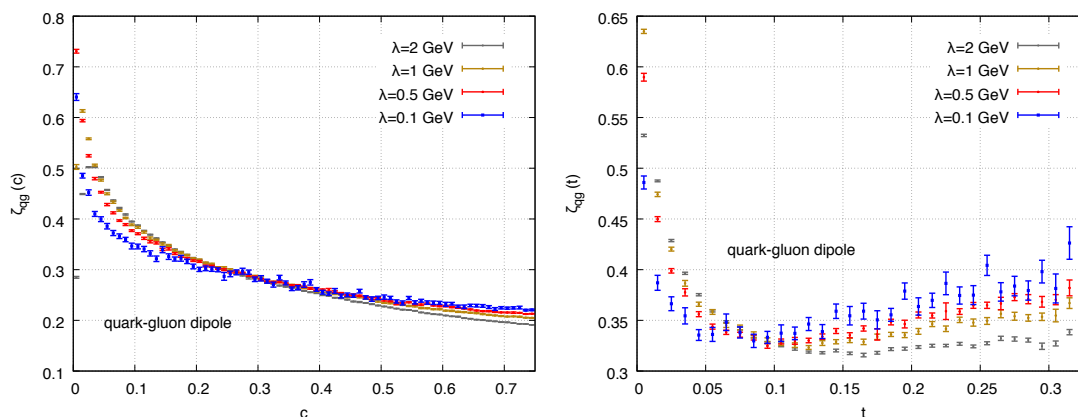 0.8
0.7
0.6
0.5
0.4
0.3
0.2
0.1
ζqg (c)
λ=2 GeV
λ=1 GeV
λ=0.5 GeV
λ=0.1 GeV
quark-gluon dipole
0 0.1 0.2 0.3 0.4 0.5 0.6 0.7
c
0.65
0.6
0.55
0.5
0.45
0.4
0.35
0.3
ζqg (t)
λ=2 GeV
λ=1 GeV
λ=0.5 GeV
λ=0.1 GeV
quark-gluon dipole
0 0.05 0.1 0.15 0.2 0.25 0.3
t